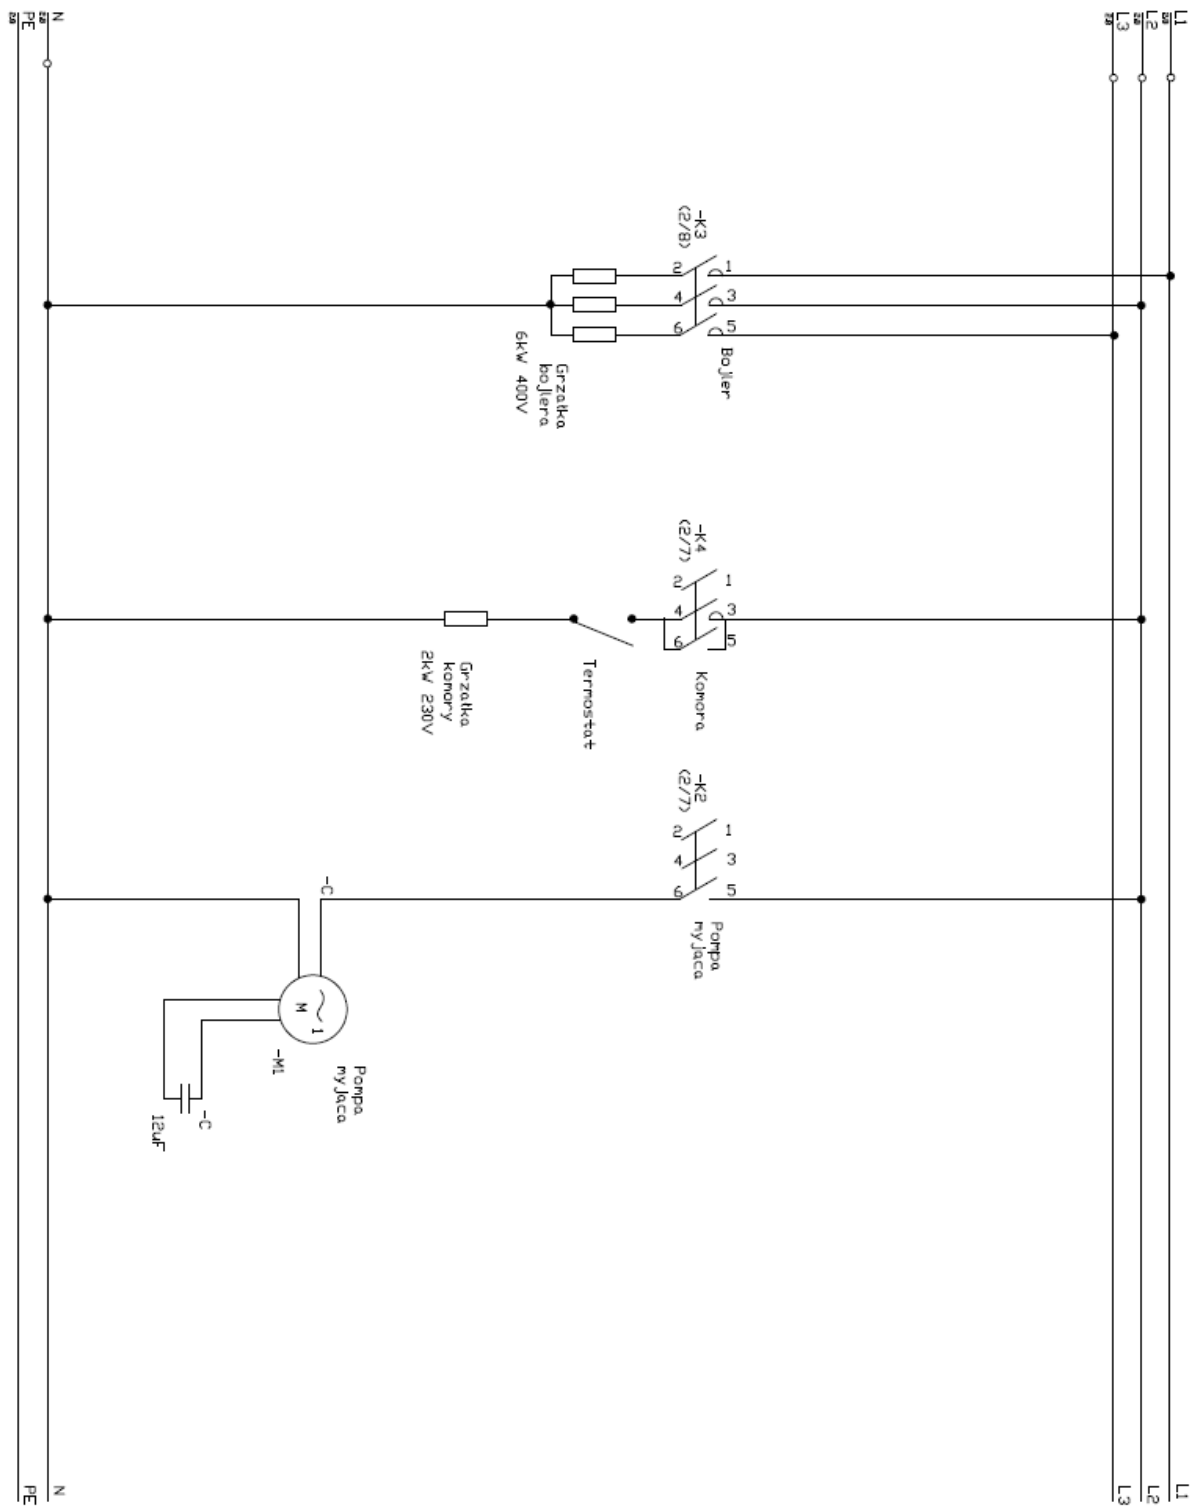 L1
L2
L3
L1
L2
L3
-K3
(2/8)
1
3
5
2
4
6
Bojler
-K4
(2/7)
1
3
5
2
4
6
Komora
-K2
(2/7)
1
3
5
2
4
6
Pompa
myjaca
Termostat
Grzałka
bojlera
6kW 400V
Grzałka
komory
2kW 230V
-C
M
1
-M1
Pompa
myjaca
-C
12uF
N
PE
N
PE